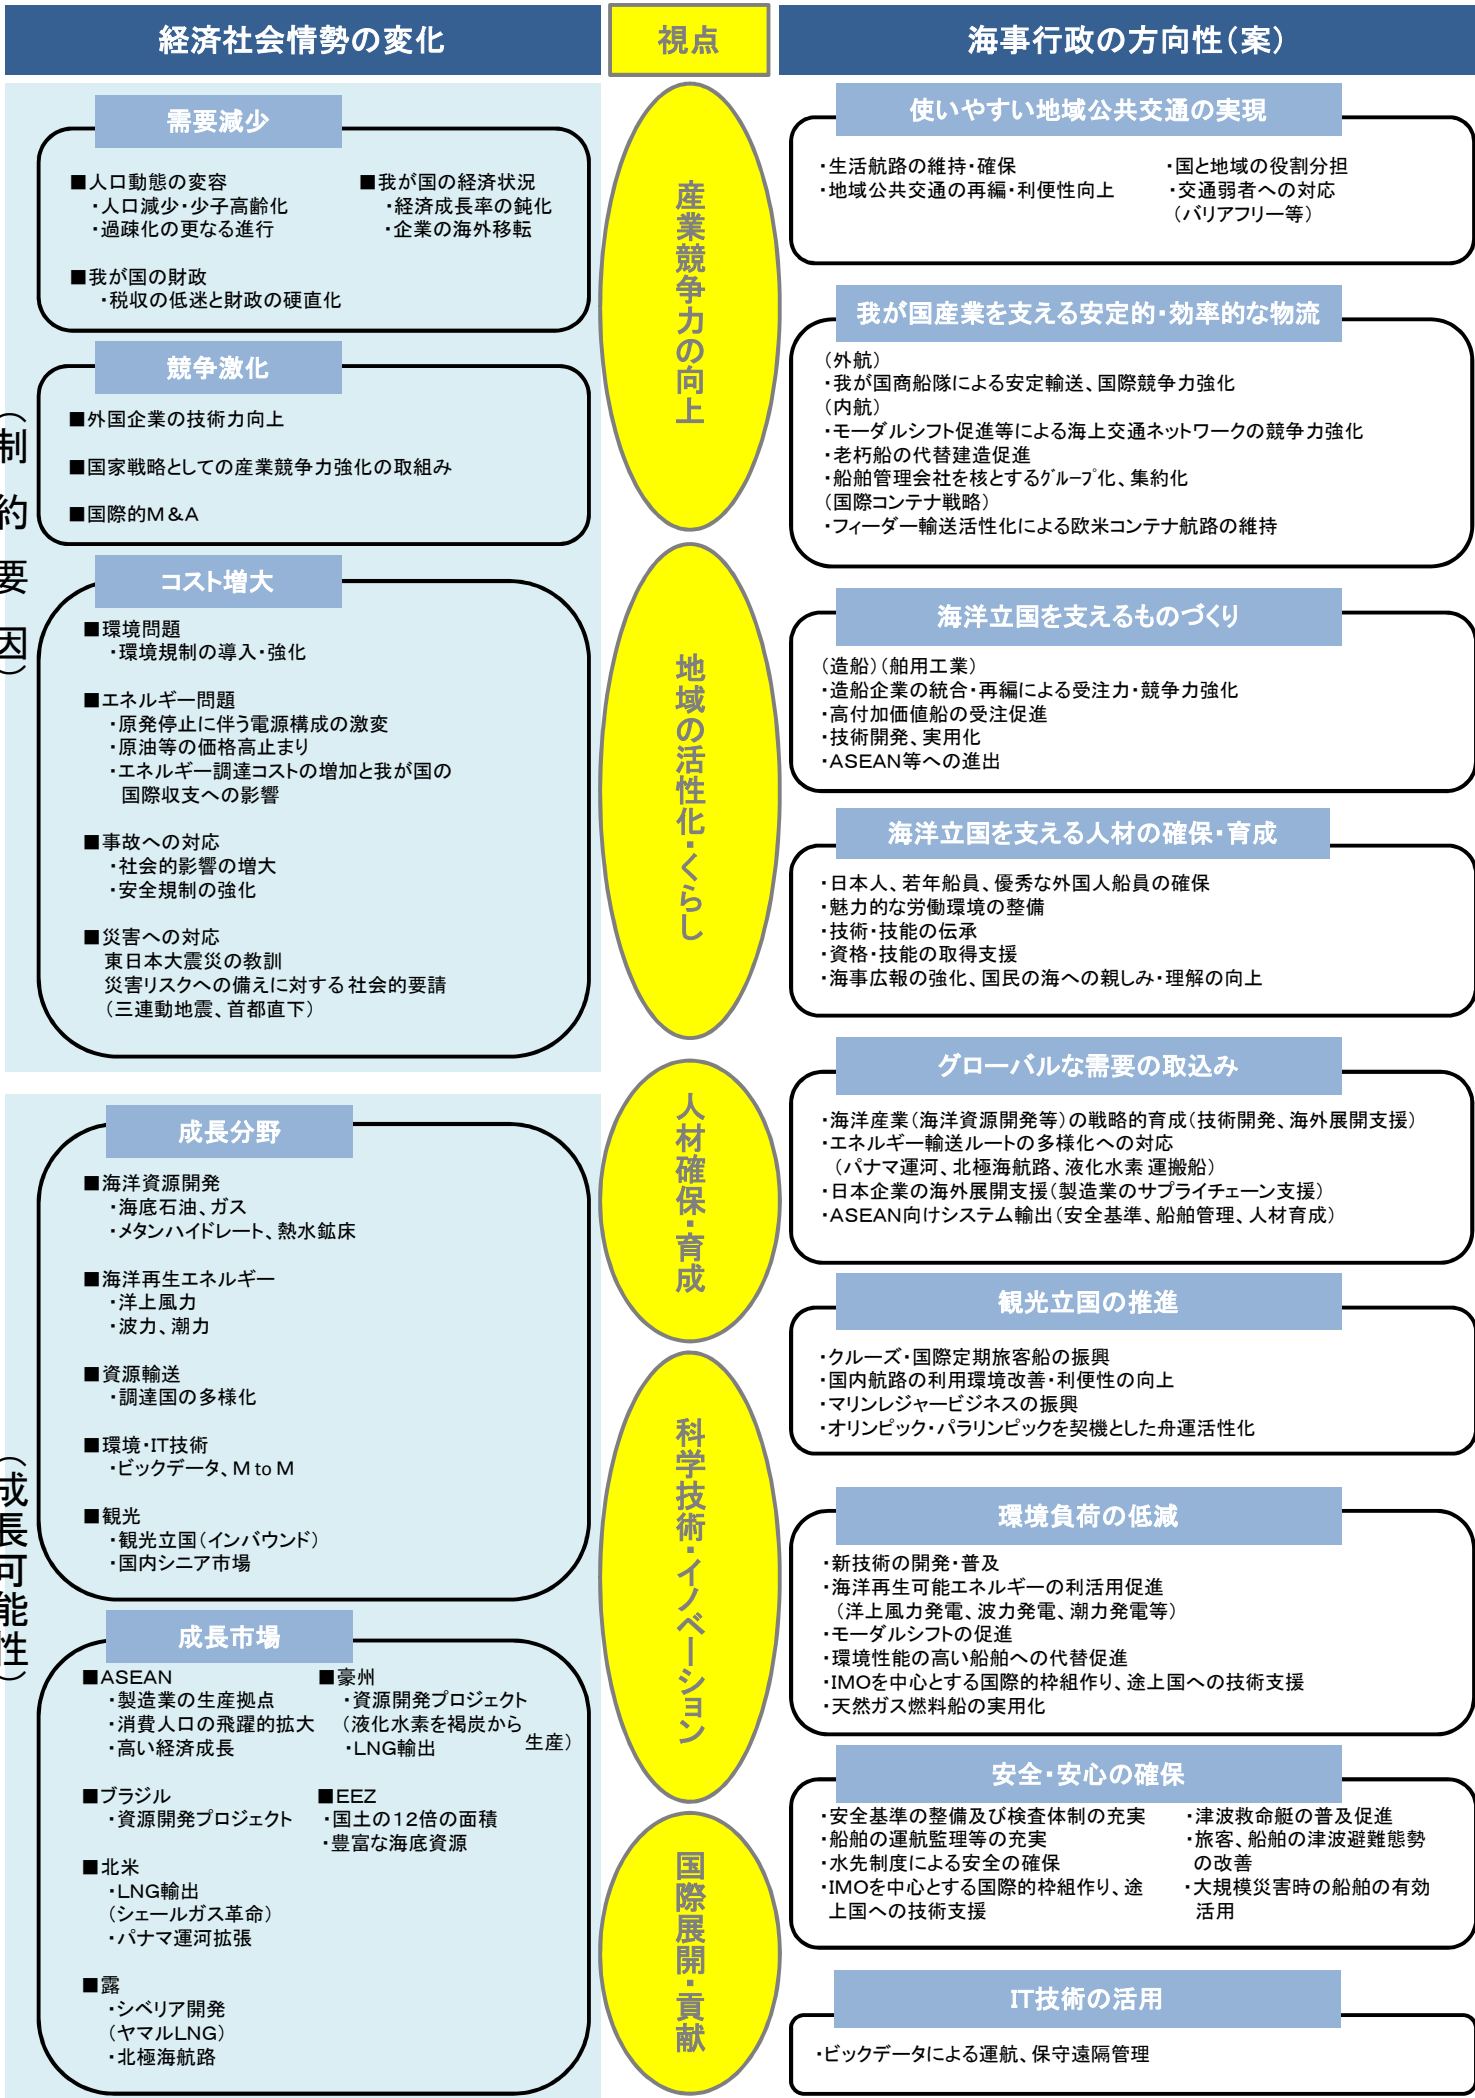 経済社会情勢の変化
(制約要因)
需要減少
■人口動態の変容
・人口減少・少子高齢化
・過疎化の更なる進行
■我が国の経済状況
・経済成長率の鈍化
・企業の海外移転
■我が国の財政
・税収の低迷と財政の硬直化
競争激化
■外国企業の技術力向上
■国家戦略としての産業競争力強化の取組み
■国際的M&A
コスト増大
■環境問題
・環境規制の導入・強化
■エネルギー問題
・原発停止に伴う電源構成の激変
・原油等の価格高止まり
・エネルギー調達コストの増加と我が国の
国際収支への影響
■事故への対応
・社会的影響の増大
・安全規制の強化
■災害への対応
東日本大震災の教訓
災害リスクへの備えに対する社会的要請
(三連動地震、首都直下)
(成長可能性)
成長分野
■海洋資源開発
・海底石油、ガス
・メタンハイドレート、熱水鉱床
■海洋再生エネルギー
・洋上風力
・波力、潮力
■資源輸送
・調達国の多様化
■環境・IT技術
・ビックデータ、M to M
■観光
・観光立国(インバウンド)
・国内シニア市場
成長市場
■ASEAN
・製造業の生産拠点
・消費人口の飛躍的拡大
・高い経済成長
■豪州
・資源開発プロジェクト
(液化水素を褐炭から
生産)
・LNG輸出
■ブラジル
・資源開発プロジェクト
■EEZ
・国土の12倍の面積
・豊富な海底資源
■北米
・LNG輸出
(シェールガス革命)
・パナマ運河拡張
■露
・シベリア開発
(ヤマルLNG)
・北極海航路
視点
産業競争力の向上
地域の活性化・くらし
人材確保・育成
科学技術・イノベーション
国際展開・貢献
海事行政の方向性(案)
使いやすい地域公共交通の実現
・生活航路の維持・確保
・地域公共交通の再編・利便性向上
・国と地域の役割分担
・交通弱者への対応
(バリアフリー等)
我が国産業を支える安定的・効率的な物流
(外航)
・我が国商船隊による安定輸送、国際競争力強化
(内航)
・モーダルシフト促進等による海上交通ネットワークの競争力強化
・老朽船の代替建造促進
・船舶管理会社を核とするグループ化、集約化
(国際コンテナ戦略)
・フィーダー輸送活性化による欧米コンテナ航路の維持
海洋立国を支えるものづくり
(造船)(舶用工業)
・造船企業の統合・再編による受注力・競争力強化
・高付加価値船の受注促進
・技術開発、実用化
・ASEAN等への進出
海洋立国を支える人材の確保・育成
・日本人、若年船員、優秀な外国人船員の確保
・魅力的な労働環境の整備
・技術・技能の伝承
・資格・技能の取得支援
・海事広報の強化、国民の海への親しみ・理解の向上
グローバルな需要の取込み
・海洋産業(海洋資源開発等)の戦略的育成(技術開発、海外展開支援)
・エネルギー輸送ルートの多様化への対応
(パナマ運河、北極海航路、液化水素 運搬船)
・日本企業の海外展開支援(製造業のサプライチェーン支援)
・ASEAN向けシステム輸出(安全基準、船舶管理、人材育成)
観光立国の推進
・クルーズ・国際定期旅客船の振興
・国内航路の利用環境改善・利便性の向上
・マリンレジャービジネスの振興
・オリンピック・パラリンピックを契機とした舟運活性化
環境負荷の低減
・新技術の開発・普及
・海洋再生可能エネルギーの利活用促進
(洋上風力発電、波力発電、潮力発電等)
・モーダルシフトの促進
・環境性能の高い船舶への代替促進
・IMOを中心とする国際的枠組作り、途上国への技術支援
・天然ガス燃料船の実用化
安全・安心の確保
・安全基準の整備及び検査体制の充実
・船舶の運航監理等の充実
・水先制度による安全の確保
・IMOを中心とする国際的枠組作り、途
上国への技術支援
・津波救命艇の普及促進
・旅客、船舶の津波避難態勢
の改善
・大規模災害時の船舶の有効
活用
IT技術の活用
・ビックデータによる運航、保守遠隔管理